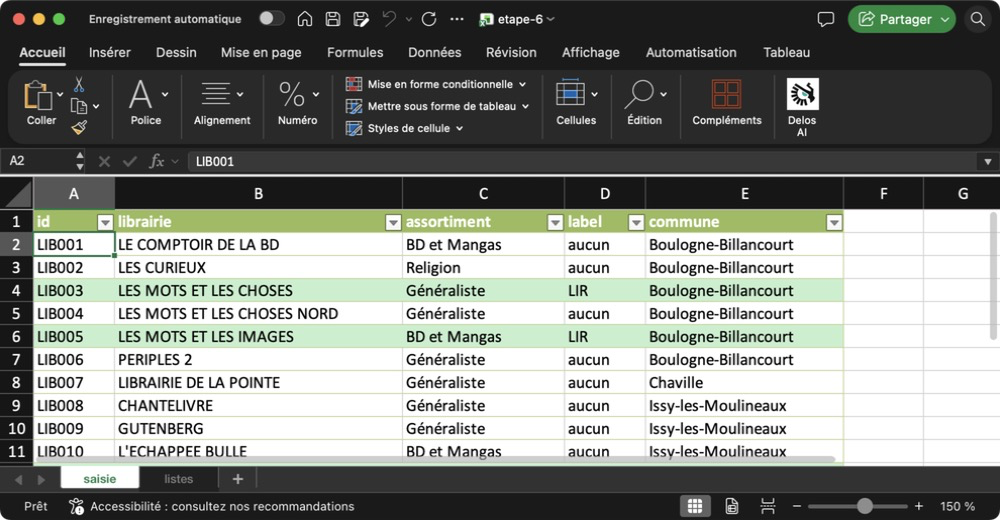 Enregistrement automatique etape-6 Partager
Accueil Insérer Dessin Mise en page Formules Données Révision Affichage Automatisation Tableau
Coller Police Alignement Numéro Mise en forme conditionnelle Cellules Édition Compléments Delos AI
Mettre sous forme de tableau
Styles de cellule
A2 fx LIB001
A B C D E F G
1 id librairie assortiment label commune
2 LIB001 LE COMPTOIR DE LA BD BD et Mangas aucun Boulogne-Billancourt
3 LIB002 LES CURIEUX Religion aucun Boulogne-Billancourt
4 LIB003 LES MOTS ET LES CHOSES Généraliste LIR Boulogne-Billancourt
5 LIB004 LES MOTS ET LES CHOSES NORD Généraliste aucun Boulogne-Billancourt
6 LIB005 LES MOTS ET LES IMAGES BD et Mangas LIR Boulogne-Billancourt
7 LIB006 PERIPLES 2 Généraliste aucun Boulogne-Billancourt
8 LIB007 LIBRAIRIE DE LA POINTE Généraliste aucun Chaville
9 LIB008 CHANTELIVRE Généraliste aucun Issy-les-Moulineaux
10 LIB009 GUTENBERG Généraliste aucun Issy-les-Moulineaux
11 LIB010 L'ECHAPPEE BULLE BD et Mangas aucun Issy-les-Moulineaux
saisie listes +
Prêt Accessibilité : consultez nos recommandations − + 150 %